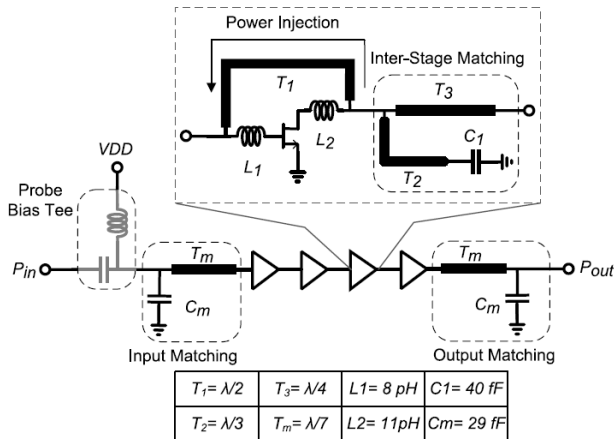 Power Injection
T1
Inter-Stage Matching
T3
L2
L1
C1
T2
VDD
Probe
Bias Tee
Pin
Tm
Cm
Tm
Cm
Pout
Input Matching
Output Matching
T1= λ/2 T3= λ/4 L1= 8 pH C1= 40 fF
T2= λ/3 Tm= λ/7 L2= 11pH Cm= 29 fF